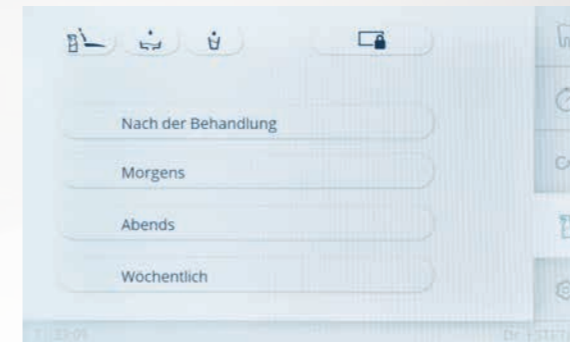 Nach der Behandlung
Morgens
Abends
Wöchentlich